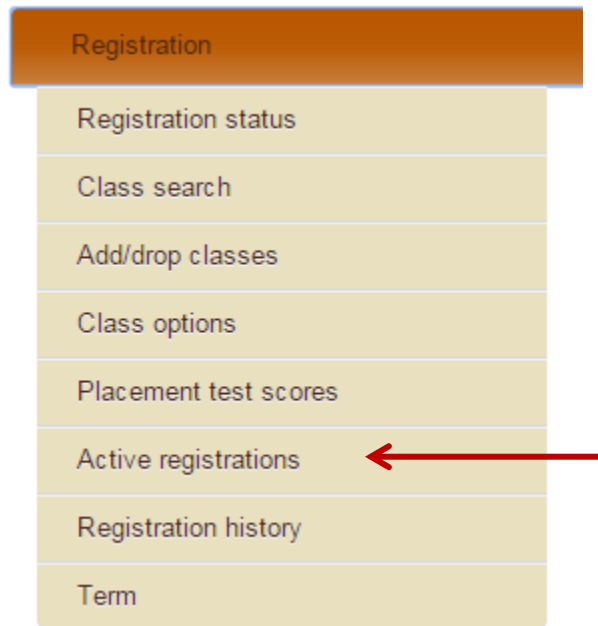 Registration
Registration status
Class search
Add/drop classes
Class options
Placement test scores
Active registrations
Registration history
Term